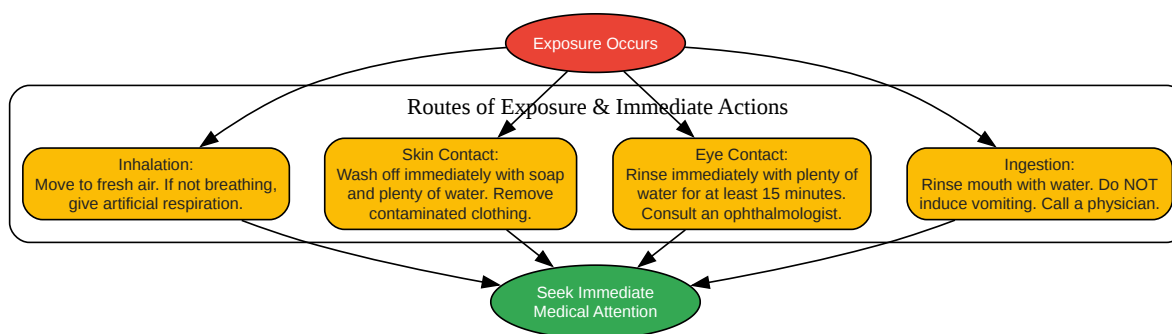 Exposure Occurs
Routes of Exposure & Immediate Actions
Inhalation:
Move to fresh air. If not breathing,
give artificial respiration.
Skin Contact:
Wash off immediately with soap
and plenty of water. Remove
contaminated clothing.
Eye Contact:
Rinse immediately with plenty of
water for at least 15 minutes.
Consult an ophthalmologist.
Ingestion:
Rinse mouth with water. Do NOT
induce vomiting. Call a physician.
Seek Immediate
Medical Attention